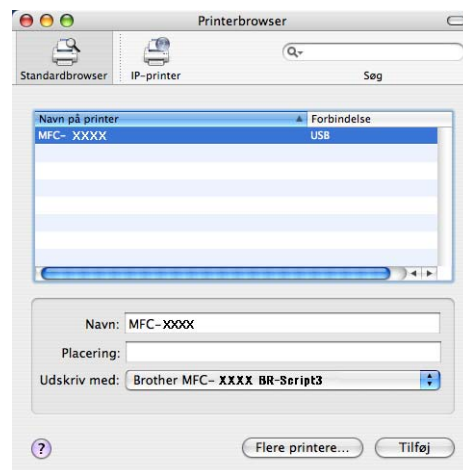 Printerbrowser
Standardbrowser
IP-printer
Søg
Navn på printer Forbindelse
MFC- XXXX USB
Navn: MFC-XXXX
Placering:
Udskriv med: Brother MFC- XXXX BR-Script3
? Flere printere... Tilføj